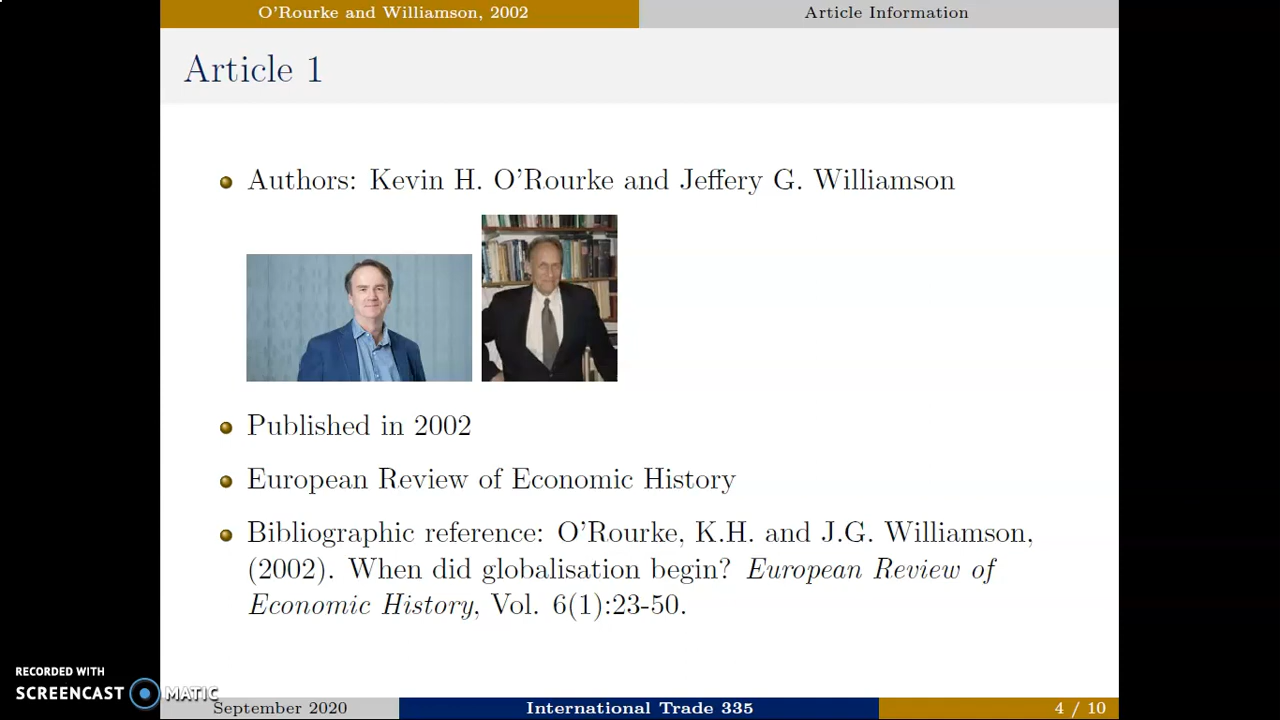 O'Rourke and Williamson, 2002
Article Information
Article 1
Authors: Kevin H. O'Rourke and Jeffery G. Williamson
Published in 2002
European Review of Economic History
Bibliographic reference: O'Rourke, K.H. and J.G. Williamson,
(2002). When did globalisation begin? European Review of
Economic History, Vol. 6(1):23-50.
RECORDED WITH
SCREENCAST MATIC
September 2020
International Trade 335
4 / 10